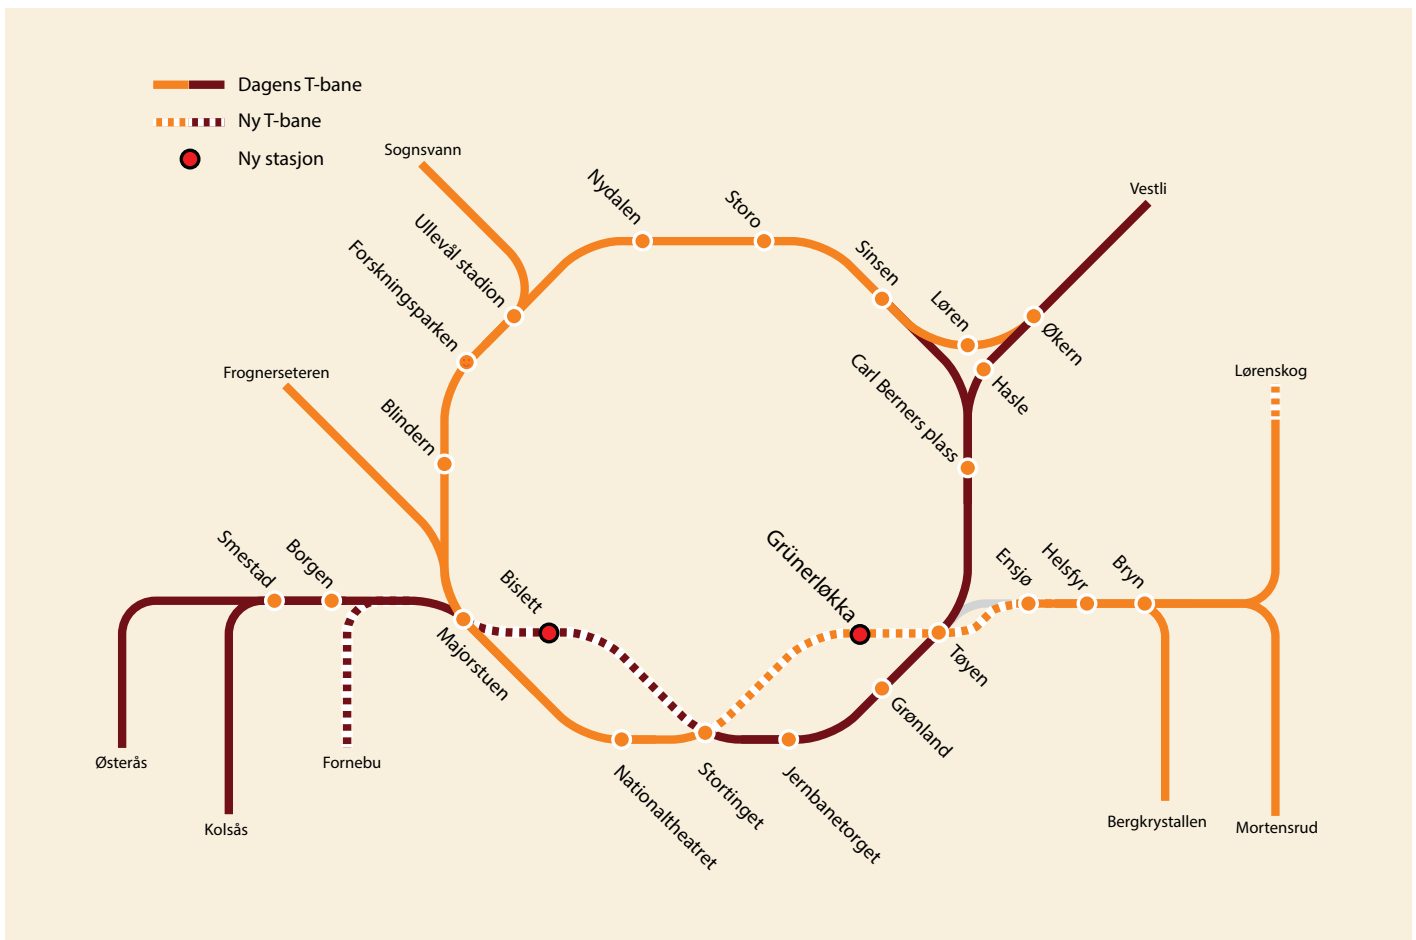 Dagens T-bane
Ny T-bane
Ny stasjon
Sognsvann
Nydalen
Storo
Vestli
Ullevål stadion
Forskningsparken
Sinsen
Løren
Økern
Frognerseteren
Carl Berners plass
Hasle
Lørenskog
Blindern
Smestad
Borgen
Bislett
Grünerløkka
Ensjø
Helsfyr
Bryn
Majorstuen
Tøyen
Grønland
Østerås
Fornebu
Nationaltheatret
Stortinget
Jernbanetorget
Kolsås
Bergkrystallen
Mortensrud